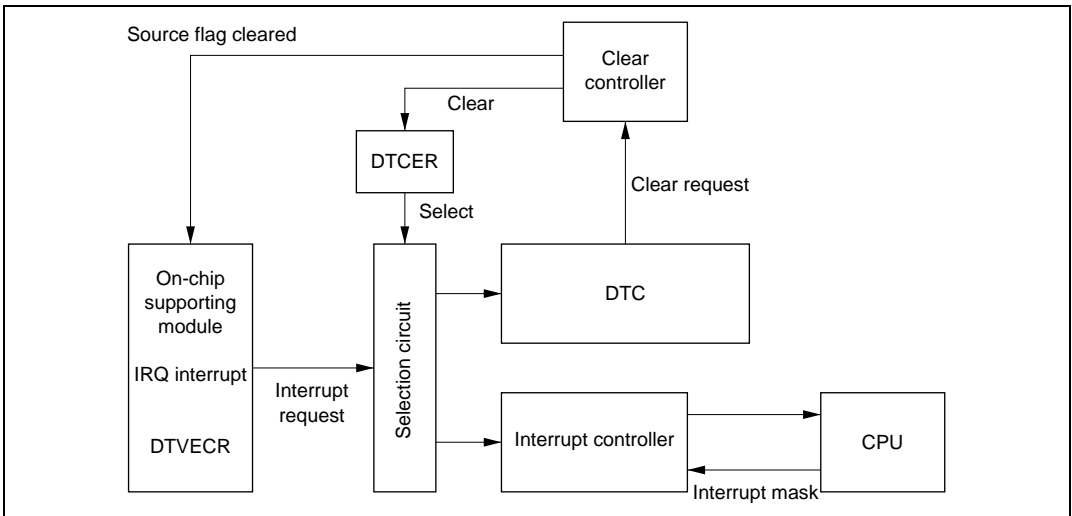 Source flag cleared
Clear
controller
Clear
DTCER
Clear request
Select
On-chip
supporting
module
DTC
Selection circuit
IRQ interrupt
Interrupt
request
DTVECR
Interrupt controller
CPU
Interrupt mask